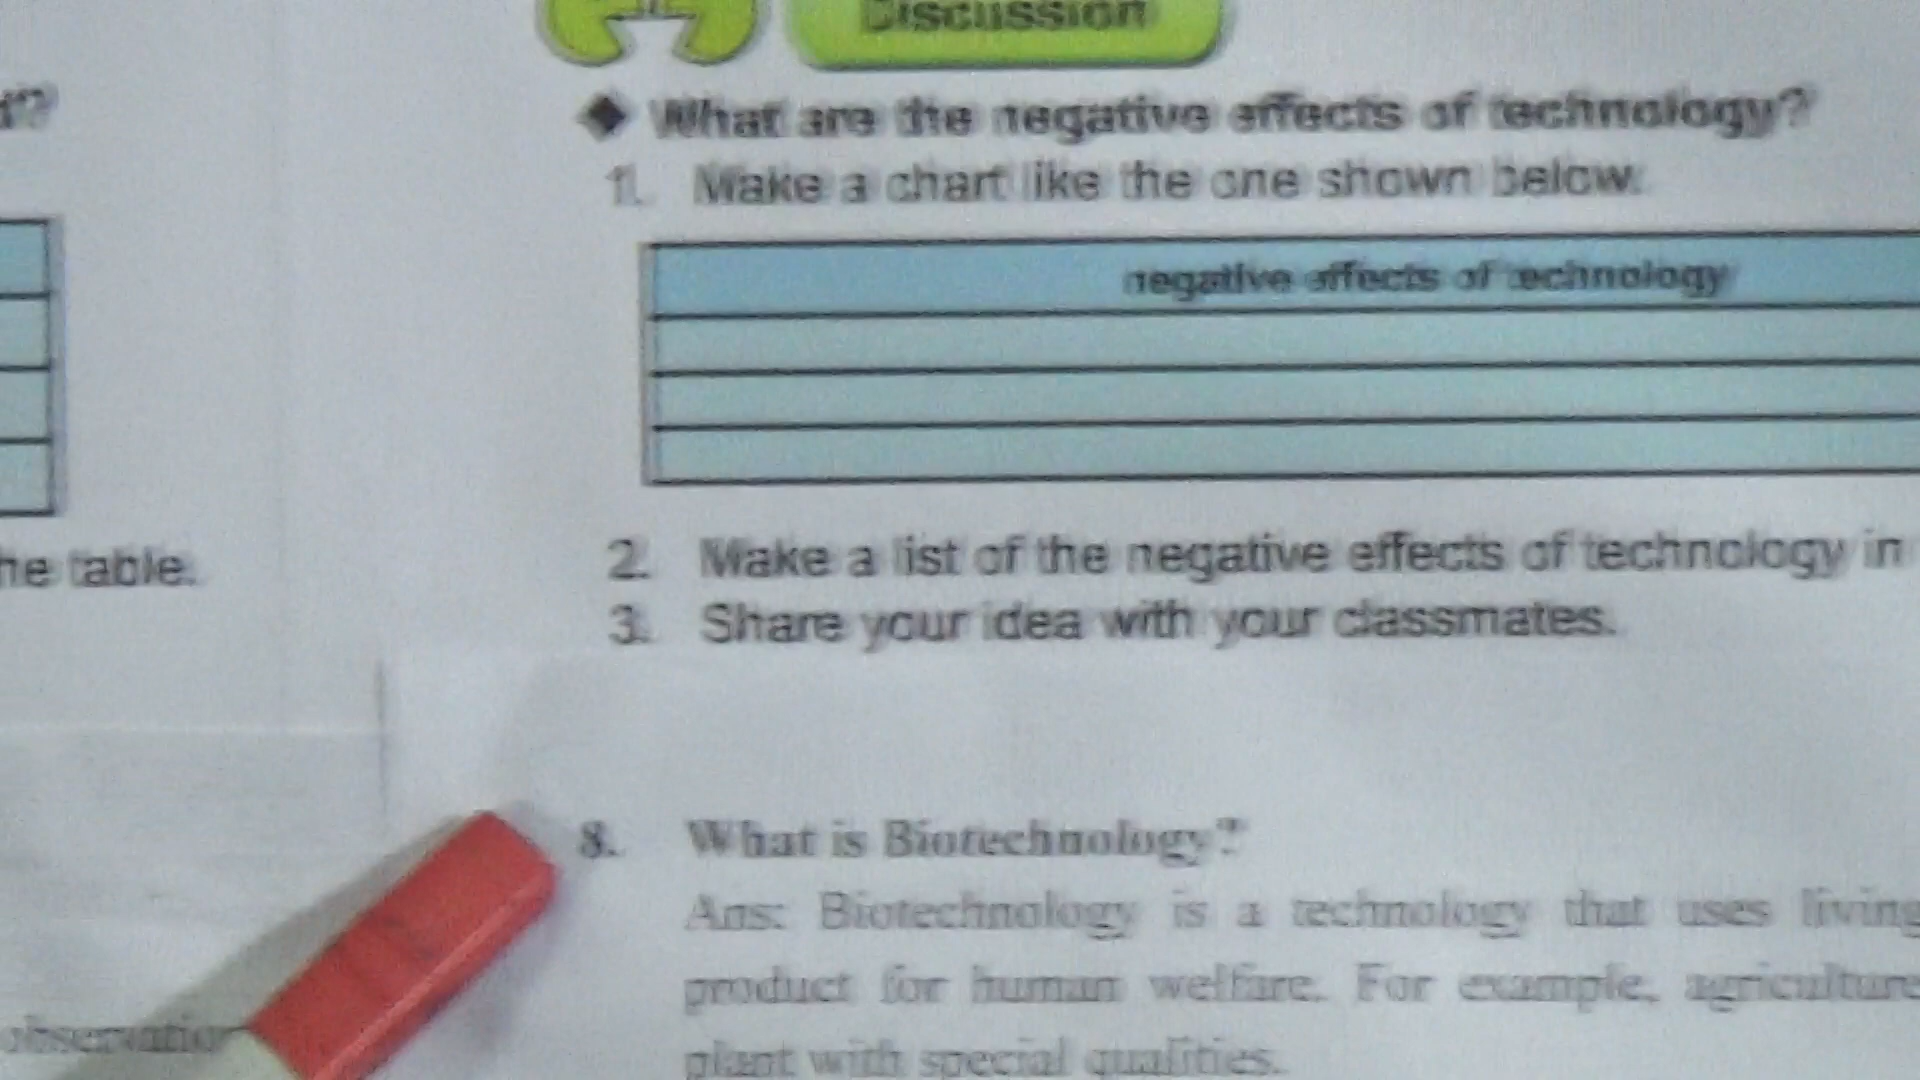 Discussion
d?
◆ What are the negative effects of technology?
1. Make a chart like the one shown below.
negative effects of technology
he table.
2. Make a list of the negative effects of technology in
3. Share your idea with your classmates.
8. What is Biotechnology?
Ans: Biotechnology is a technology that uses living
product for human welfare. For example, agriculture
observation
plant with special qualities.